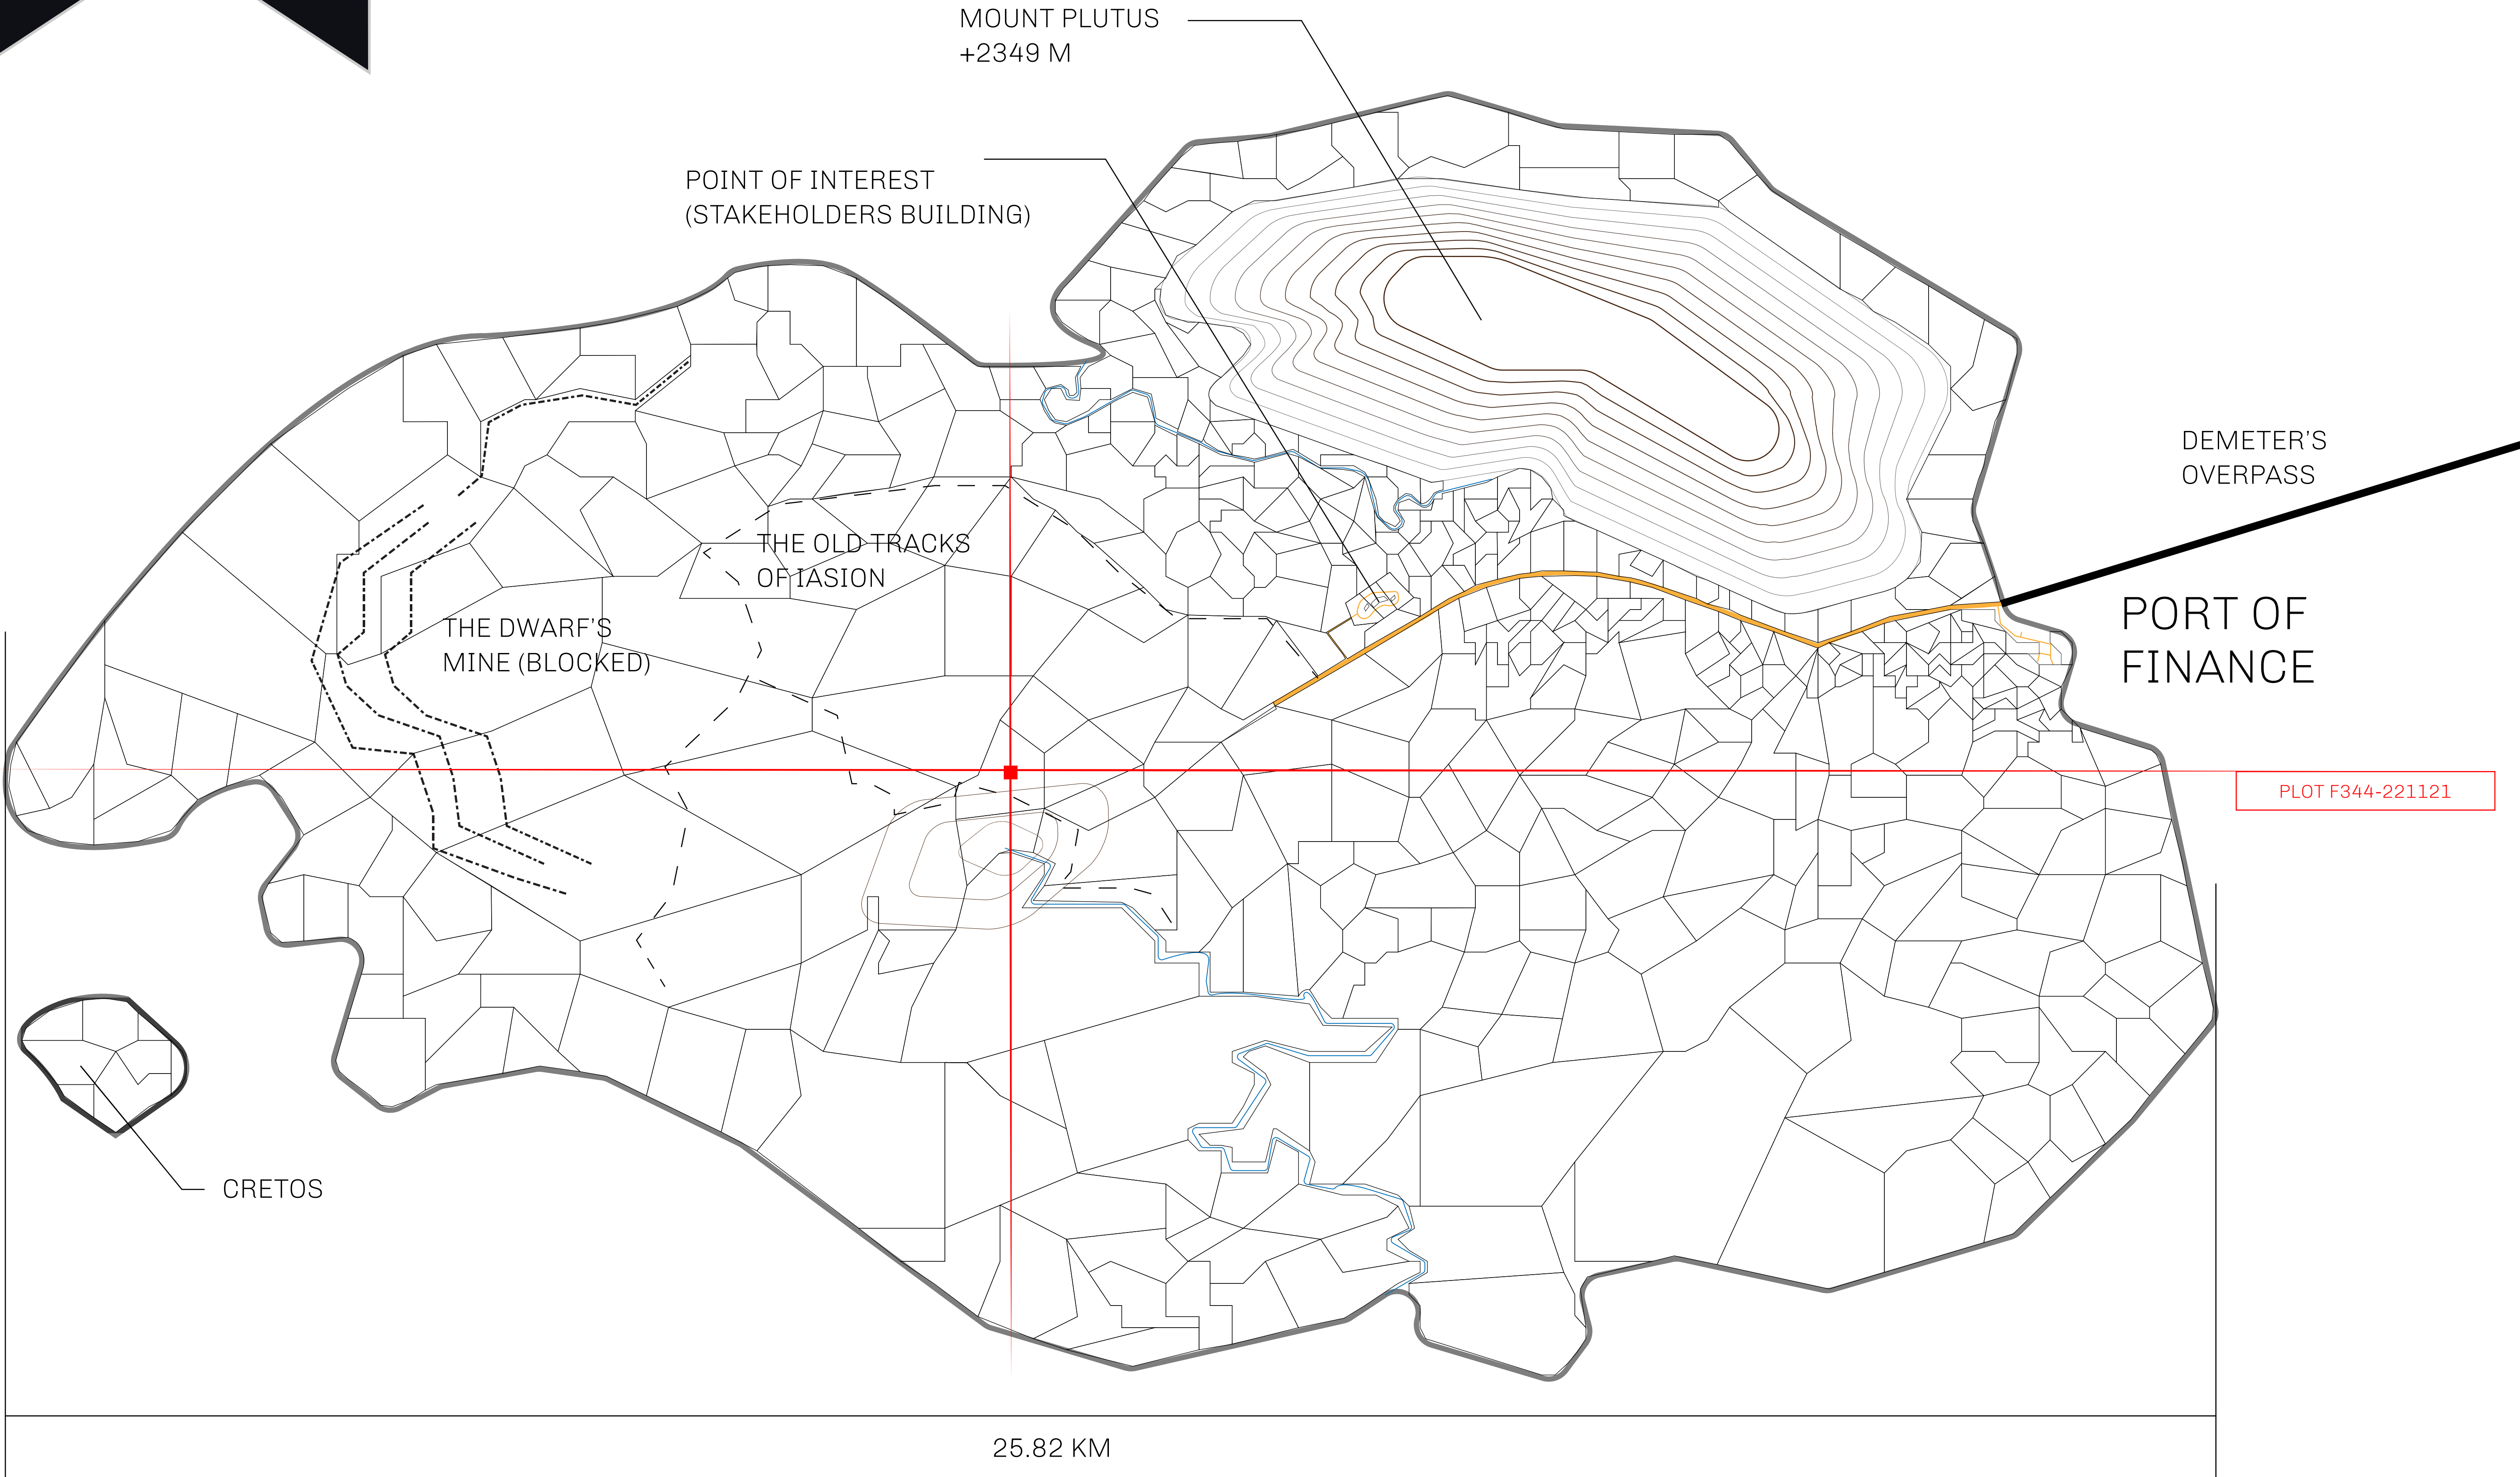 MOUNT PLUTUS
+2349 M
POINT OF INTEREST
(STAKEHOLDERS BUILDING)
DEMETER'S
OVERPASS
THE OLD TRACKS
OF IASION
PORT OF
FINANCE
THE DWARF'S
MINE (BLOCKED)
PLOT F344-221121
CRETOS
25.82 KM